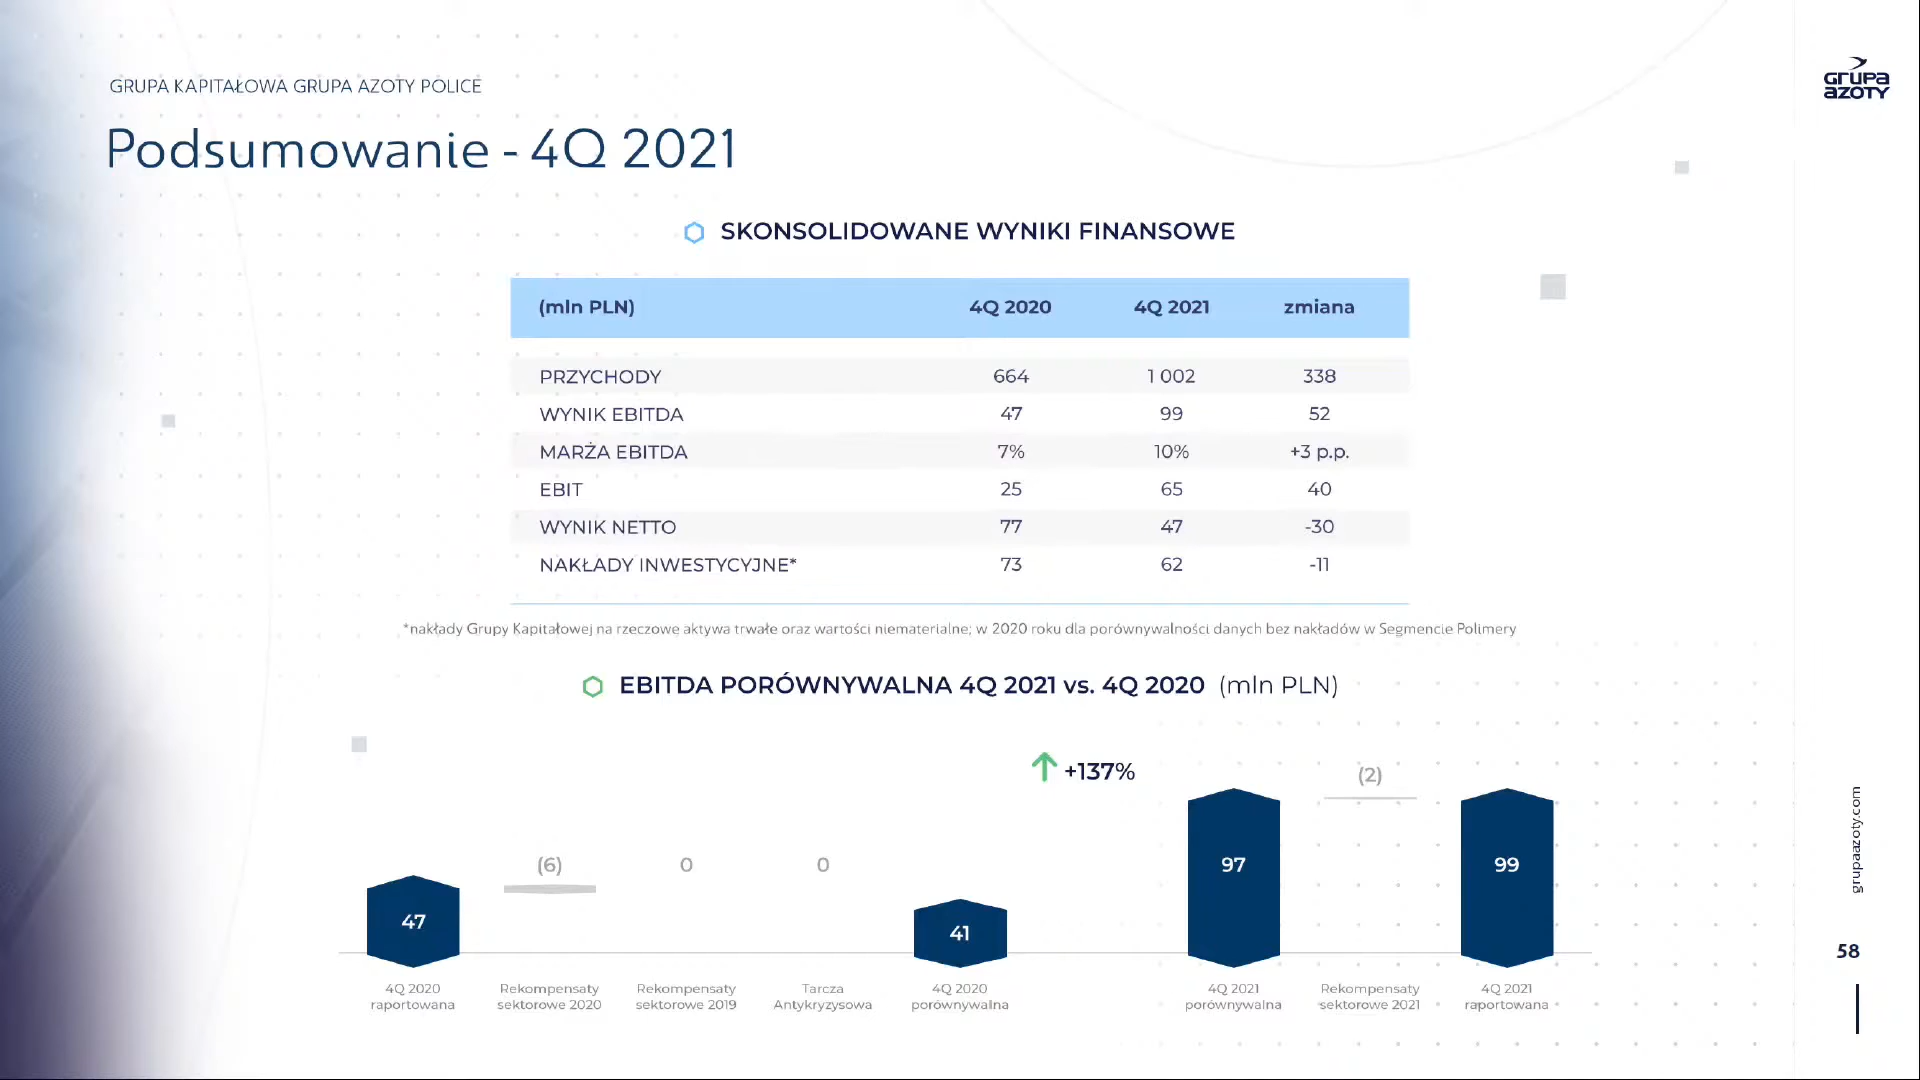 GRUPA KAPITAŁOWA GRUPA AZOTY POLICE
GRUPA
AZOTY
Podsumowanie - 4Q 2021
SKONSOLIDOWANE WYNIKI FINANSOWE
(mln PLN) 4Q 2020 4Q 2021 zmiana
PRZYCHODY 664 1 002 338
WYNIK EBITDA 47 99 52
MARŻA EBITDA 7% 10% +3 p.p.
EBIT 25 65 40
WYNIK NETTO 77 47 -30
NAKŁADY INWESTYCYJNE* 73 62 -11
*nakłady Grupy Kapitałowej na rzeczowe aktywa trwałe oraz wartości niematerialne; w 2020 roku dla porównywalności danych bez nakładów w Segmencie Polimery
EBITDA PORÓWNYWALNA 4Q 2021 vs. 4Q 2020 (mln PLN)
+137% (2)
(6) 0 0 97 99
47 41
4Q 2020 Rekompensaty Rekompensaty Tarcza 4Q 2020 4Q 2021 Rekompensaty 4Q 2021
raportowana sektorowe 2020 sektorowe 2019 Antykryzysowa porównywalna porównywalna sektorowe 2021 raportowana
grupaazoty.com
58